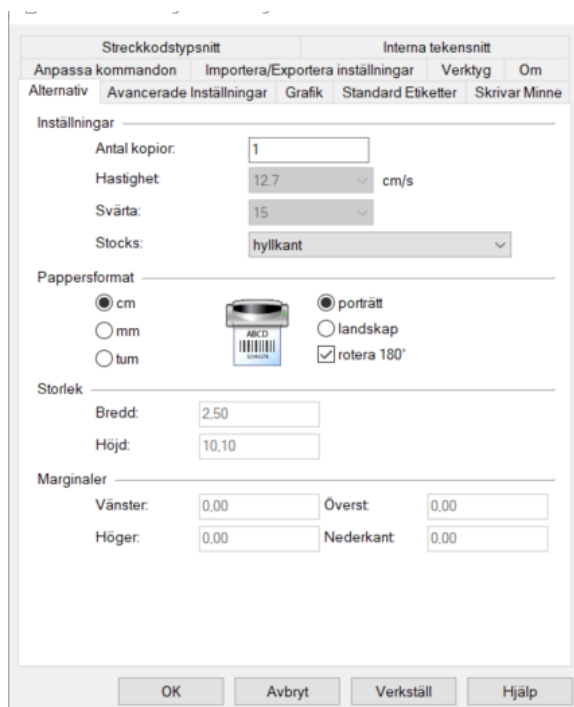 Streckkodstypsnitt Interna tekensnitt
Anpassa kommandon Importera/Exportera inställningar Verktyg Om
Alternativ Avancerade Inställningar Grafik Standard Etiketter Skrivar Minne
Inställningar
Antal kopior: 1
Hastighet: 12.7 cm/s
Svärta: 15
Stocks: hyllkant
Pappersformat
cm porträtt
mm landskap
tum rotera 180°
ABCD
Storlek
Bredd: 2,50
Höjd: 10,10
Marginaler
Vänster: 0,00 Överst: 0,00
Höger: 0,00 Nederkant: 0,00
OK Avbryt Verkställ Hjälp